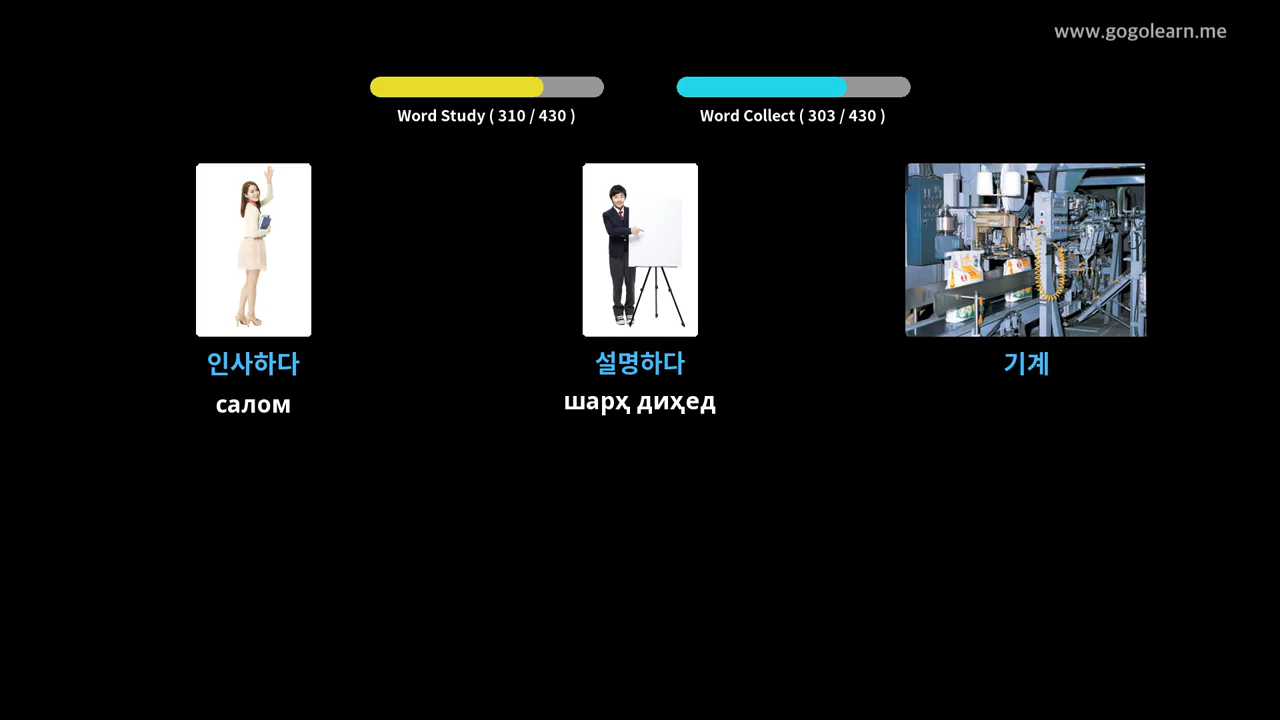 www.gogolearn.me
Word Study ( 310 / 430 )
Word Collect ( 303 / 430 )
인사하다
салом
설명하다
шарҳ диҳед
기계